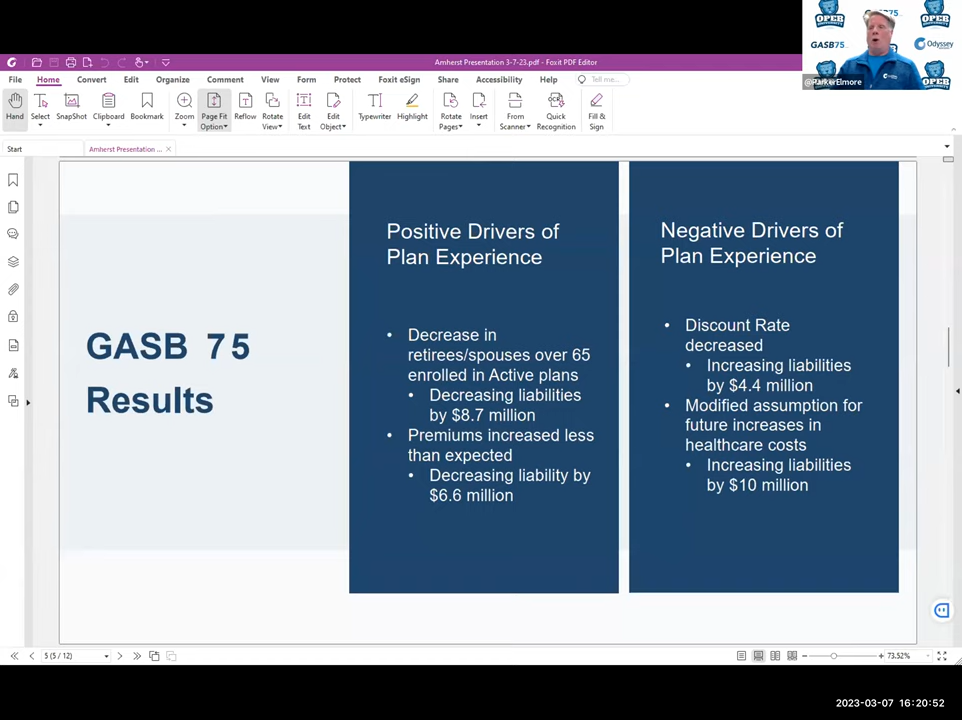 OPEB
OPEB
GASB75
Odyssey
@ParkerElmore
Amherst Presentation 3-7-23.pdf - Foxit PDF Editor
File Home Convert Edit Organize Comment View Form Protect Foxit eSign Share Accessibility Help Tell me...
Hand Select SnapShot Clipboard Bookmark Zoom Page Fit Option Reflow Rotate View Edit Text Edit Object Typewriter Highlight Rotate Pages Insert From Scanner OCR Quick Recognition Fill & Sign
Start Amherst Presentation ...
GASB 75
Results
Positive Drivers of
Plan Experience
• Decrease in
retirees/spouses over 65
enrolled in Active plans
• Decreasing liabilities
by $8.7 million
• Premiums increased less
than expected
• Decreasing liability by
$6.6 million
Negative Drivers of
Plan Experience
• Discount Rate
decreased
• Increasing liabilities
by $4.4 million
• Modified assumption for
future increases in
healthcare costs
• Increasing liabilities
by $10 million
5 (5 / 12)
73.52%
2023-03-07 16:20:52